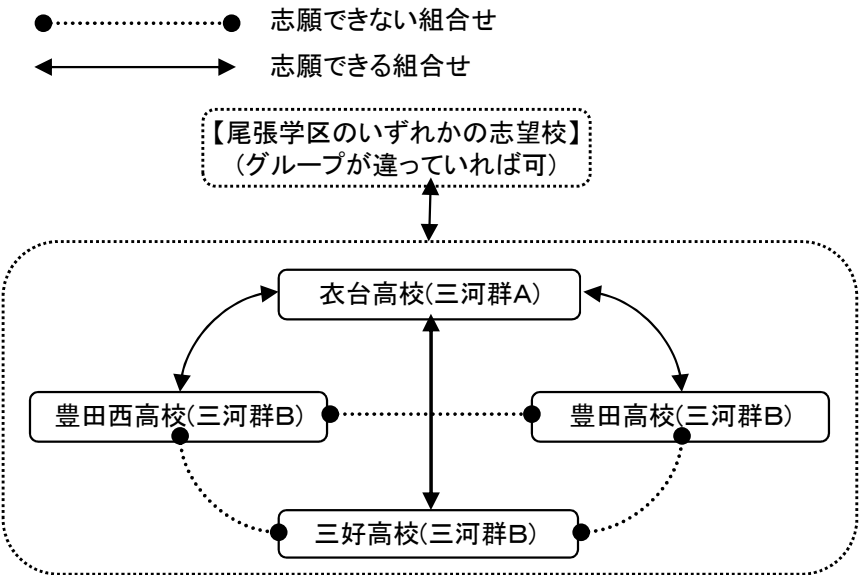 志願できない組合せ
志願できる組合せ
【尾張学区のいずれかの志望校】
(グループが違っていれば可)
衣台高校(三河群A)
豊田西高校(三河群B)
豊田高校(三河群B)
三好高校(三河群B)